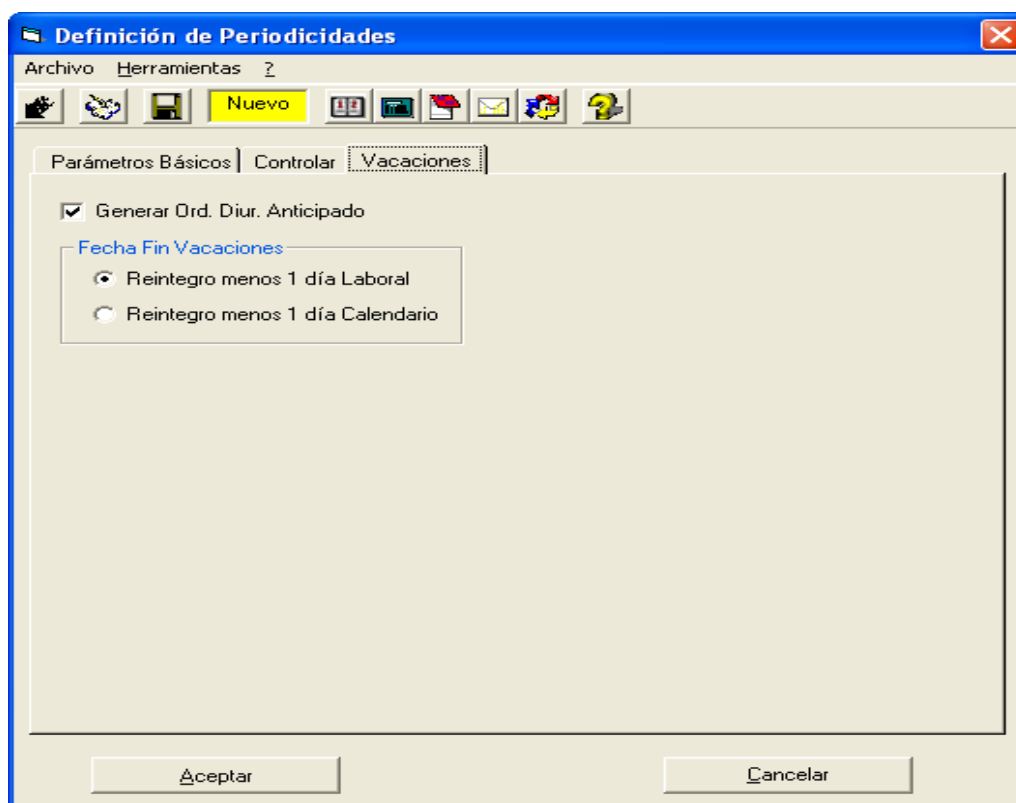 Definición de Periodicidades
Archivo Herramientas ?
Nuevo
Parámetros Básicos Controlar Vacaciones
Generar Ord. Diur. Anticipado
Fecha Fin Vacaciones
Reintegro menos 1 día Laboral
Reintegro menos 1 día Calendario
Aceptar Cancelar